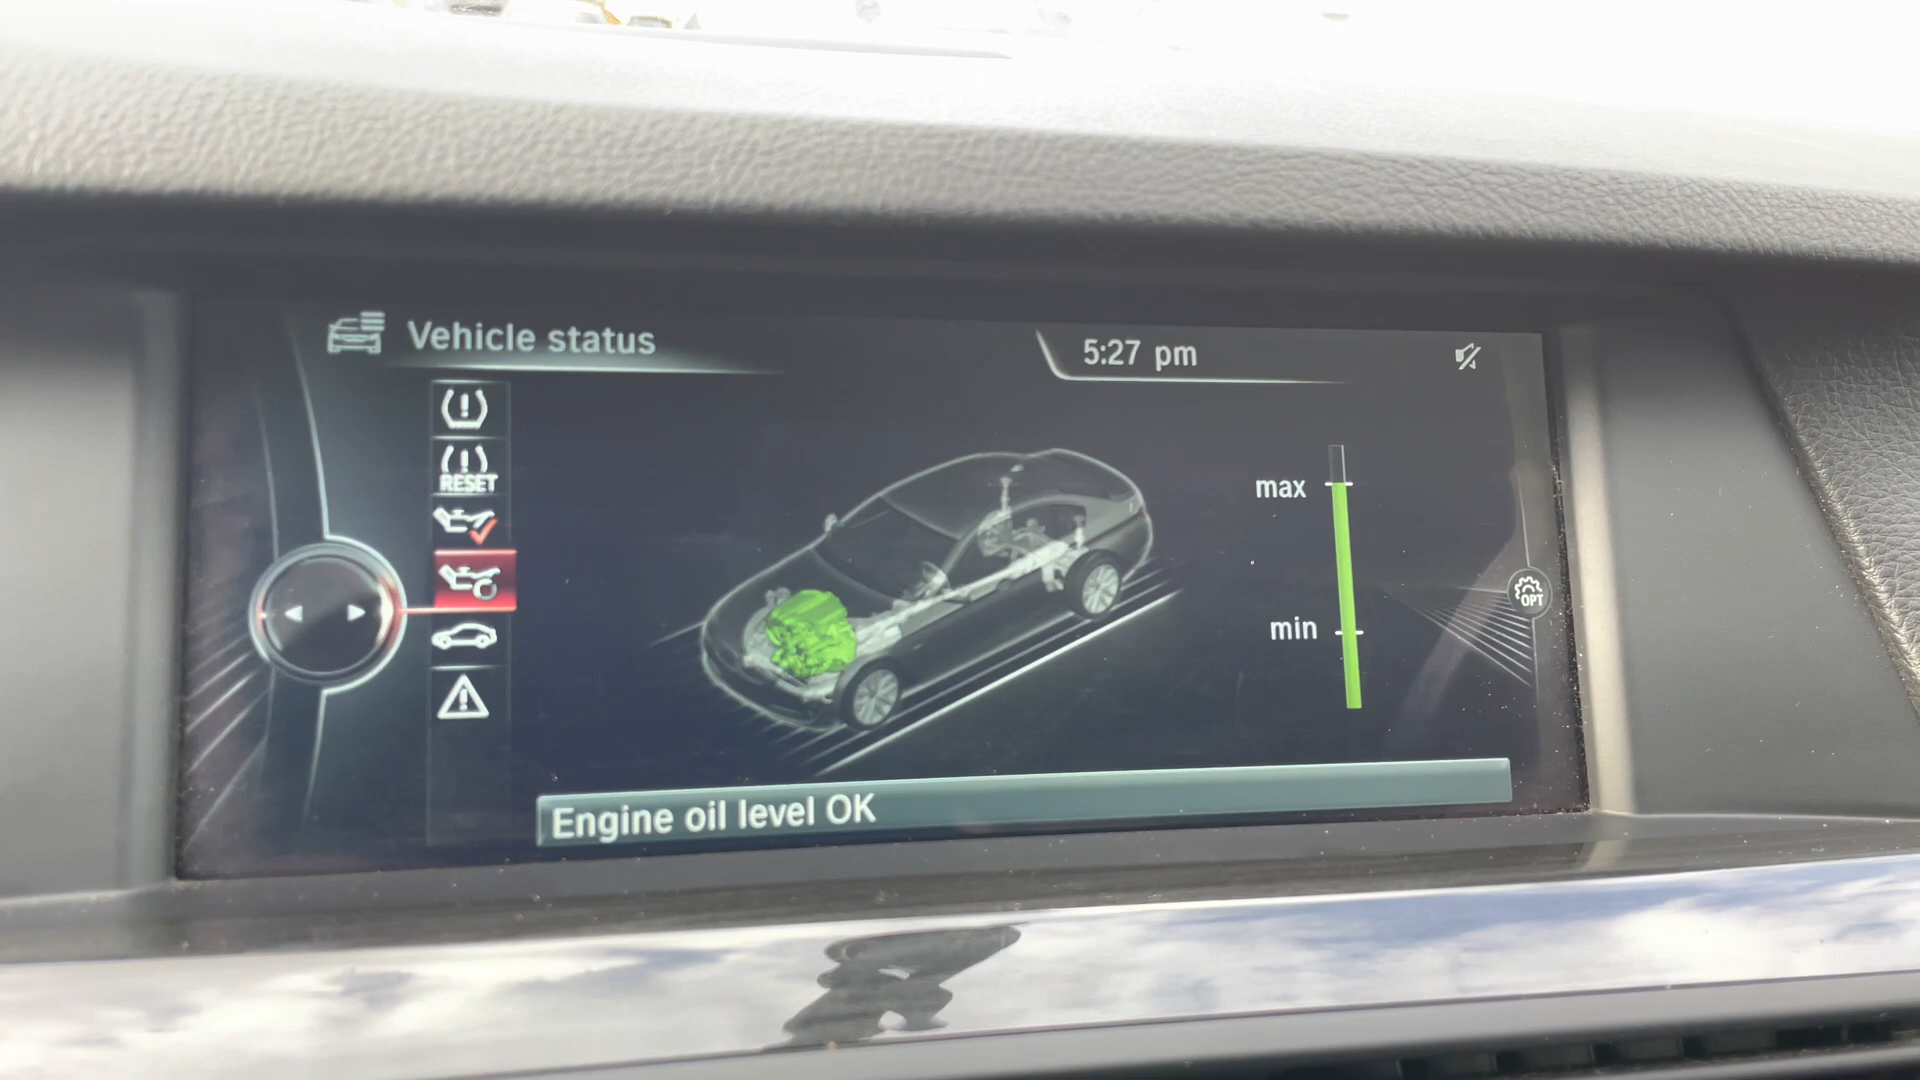 Vehicle status
5:27 pm
RESET
max
min
OPT
Engine oil level OK